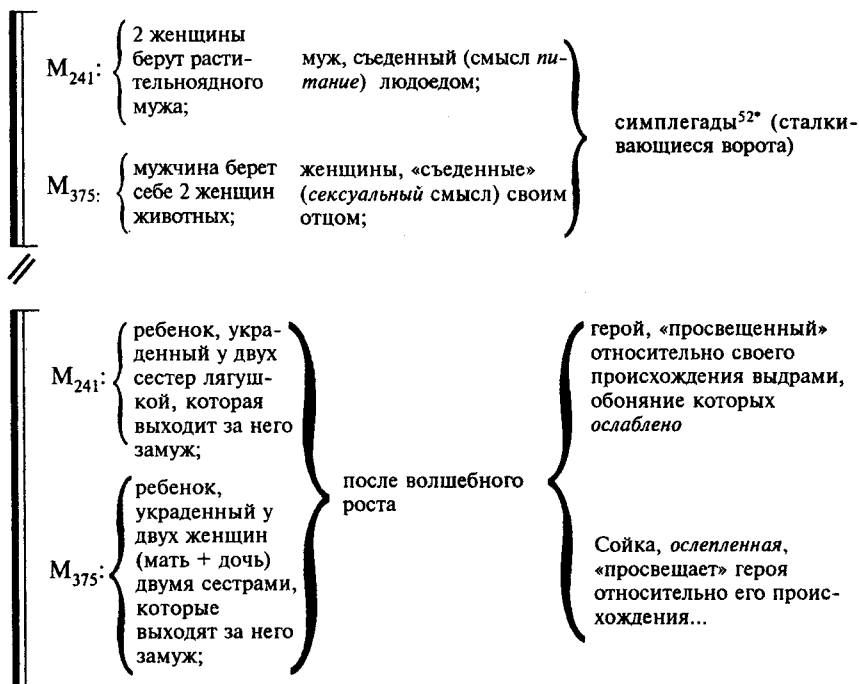 M241: 2 женщины
берут расти-
тельноядного
мужа;
муж, съеденный (смысл пи-
тание) людоедом;
M375: мужчина берет
себе 2 женщин
животных;
женщины, «съеденные»
(сексуальный смысл) своим
отцом;
симплегады52* (сталки-
вающиеся ворота)
//
M241: ребенок, укра-
денный у двух
сестер лягуш-
кой, которая
выходит за него
замуж;
M375: ребенок,
украденный у
двух женщин
(мать + дочь)
двумя сестрами,
которые
выходят за него
замуж;
после волшебного
роста
герой, «просвещенный»
относительно своего
происхождения выдрами,
обоняние которых
ослаблено
Сойка, ослепленная,
«просвещает» героя
относительно его проис-
хождения...